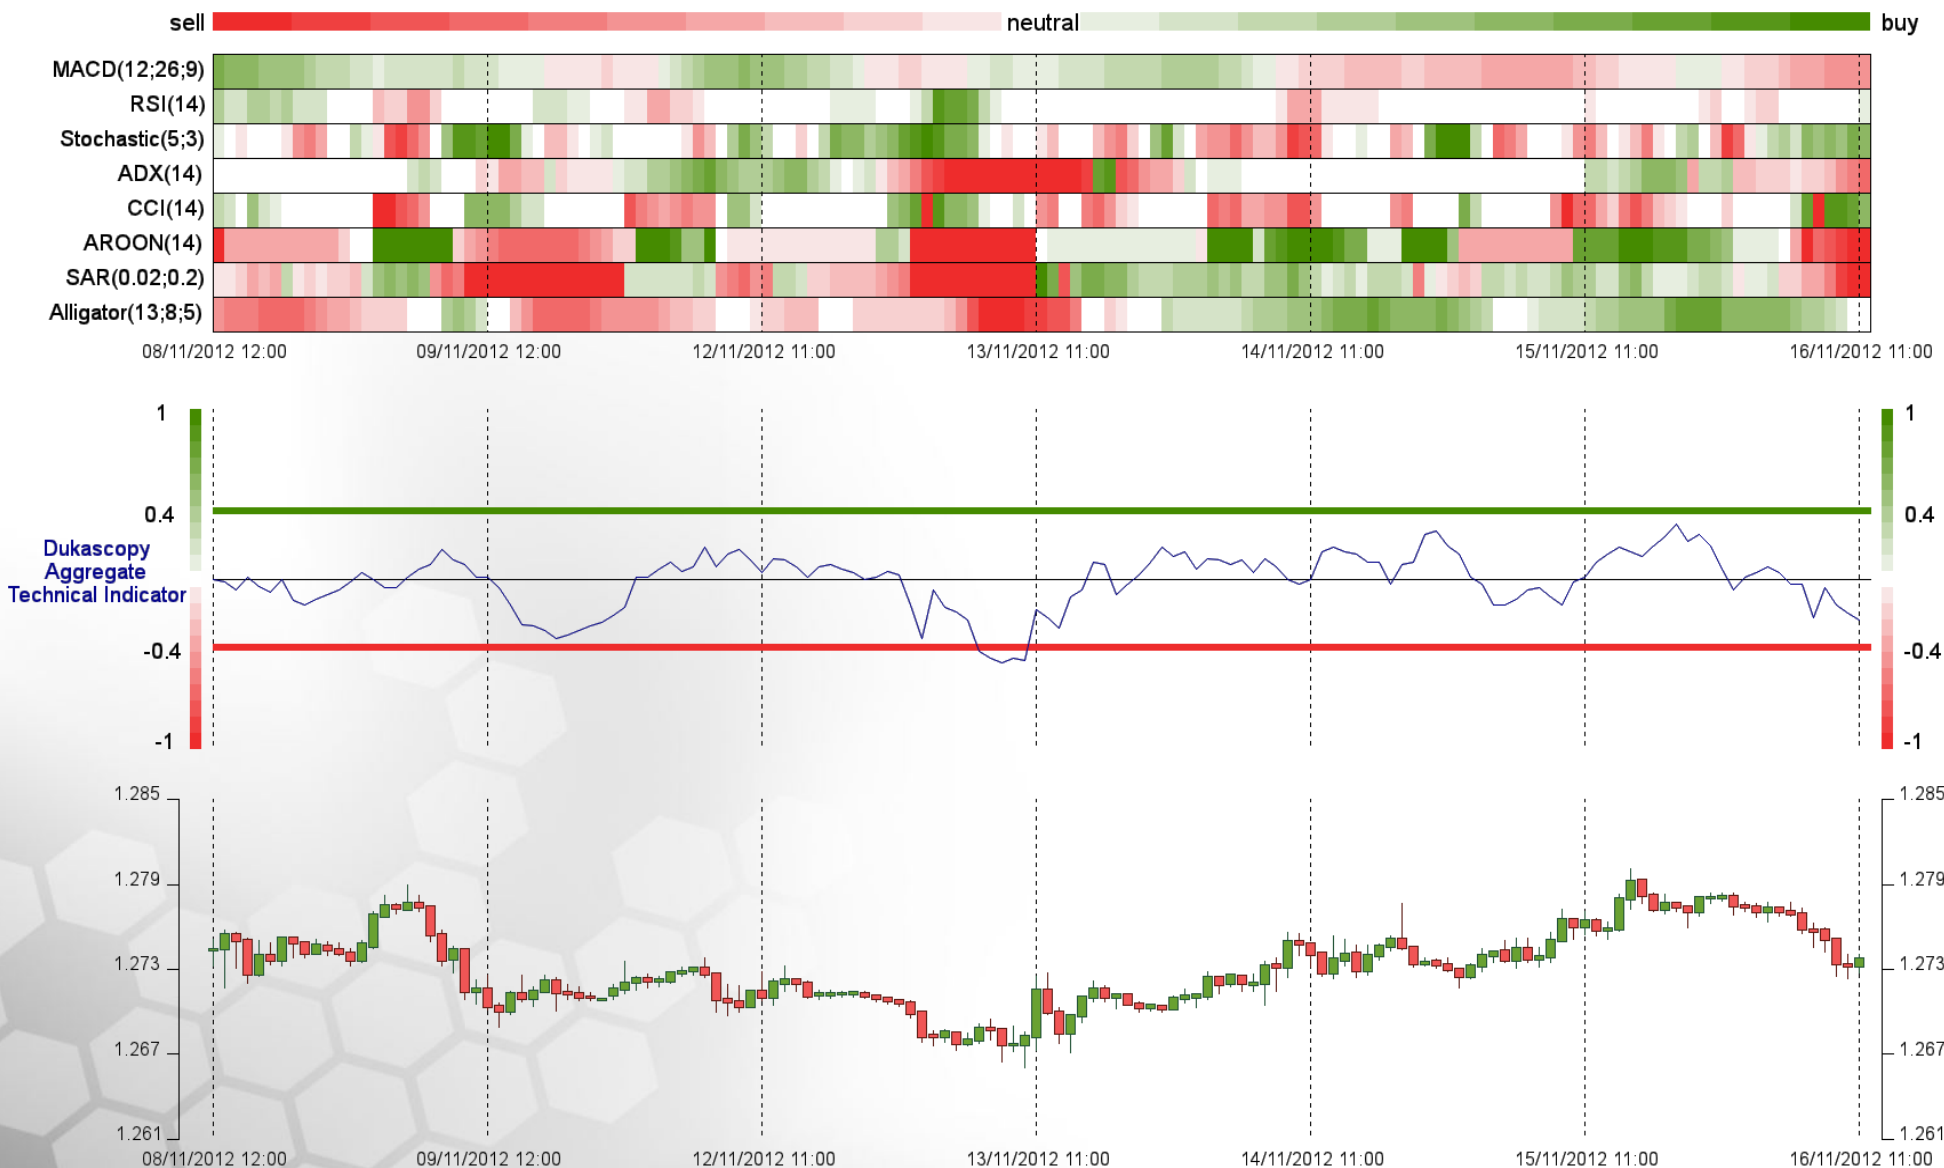 sell neutral buy
MACD(12;26;9)
RSI(14)
Stochastic(5;3)
ADX(14)
CCI(14)
AROON(14)
SAR(0.02;0.2)
Alligator(13;8;5)
08/11/2012 12:00 09/11/2012 12:00 12/11/2012 11:00 13/11/2012 11:00 14/11/2012 11:00 15/11/2012 11:00 16/11/2012 11:00
1 1
0.4 0.4
Dukascopy
Aggregate
Technical Indicator
-0.4 -0.4
-1 -1
1.285 1.285
1.279 1.279
1.273 1.273
1.267 1.267
1.261 1.261
08/11/2012 12:00 09/11/2012 12:00 12/11/2012 11:00 13/11/2012 11:00 14/11/2012 11:00 15/11/2012 11:00 16/11/2012 11:00